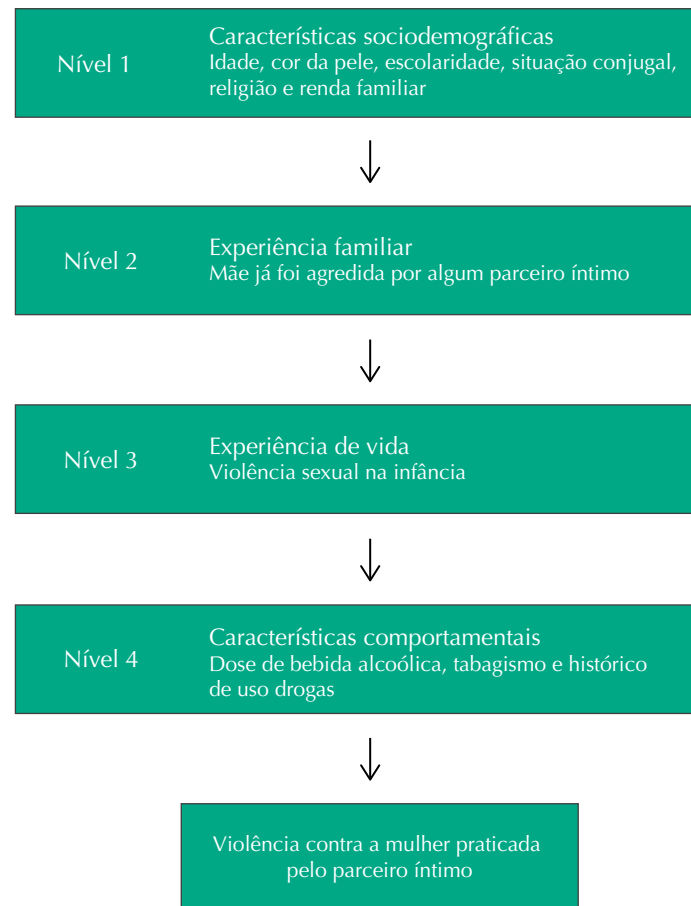 Nível 1
Características sociodemográficas
Idade, cor da pele, escolaridade, situação conjugal,
religião e renda familiar
Nível 2
Experiência familiar
Mãe já foi agredida por algum parceiro íntimo
Nível 3
Experiência de vida
Violência sexual na infância
Nível 4
Características comportamentais
Dose de bebida alcoólica, tabagismo e histórico
de uso drogas
Violência contra a mulher praticada
pelo parceiro íntimo